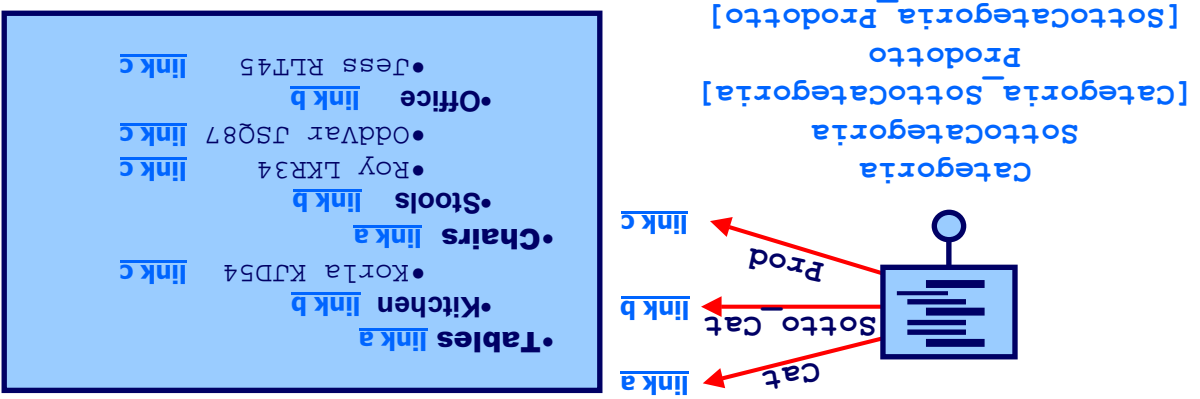 Cat link a
Sotto_Cat link b
Prod link c
Categoria
SottoCategoria
[Categoria_SottoCategoria]
Prodotto
[SottoCategoria_Prodotto]
•Tables link a
•Kitchen link b
•Korla KJD54 link c
•Chairs link a
•Stools link b
•Roy LKR34 link c
•OddVar JSQ87 link c
•Office link b
•Jess RLT45 link c